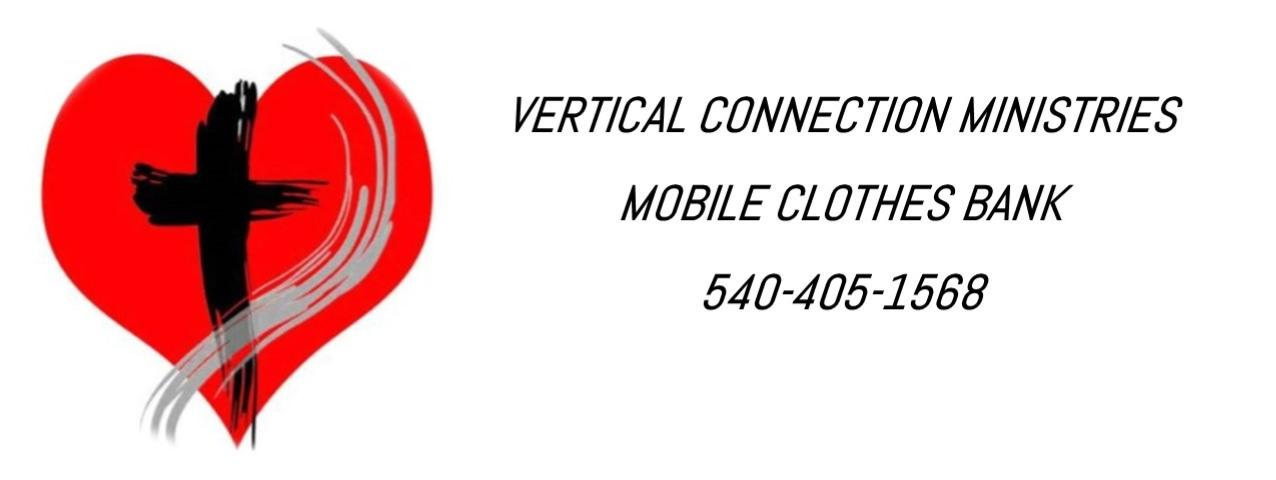 VERTICAL CONNECTION MINISTRIES
MOBILE CLOTHES BANK
540-405-1568